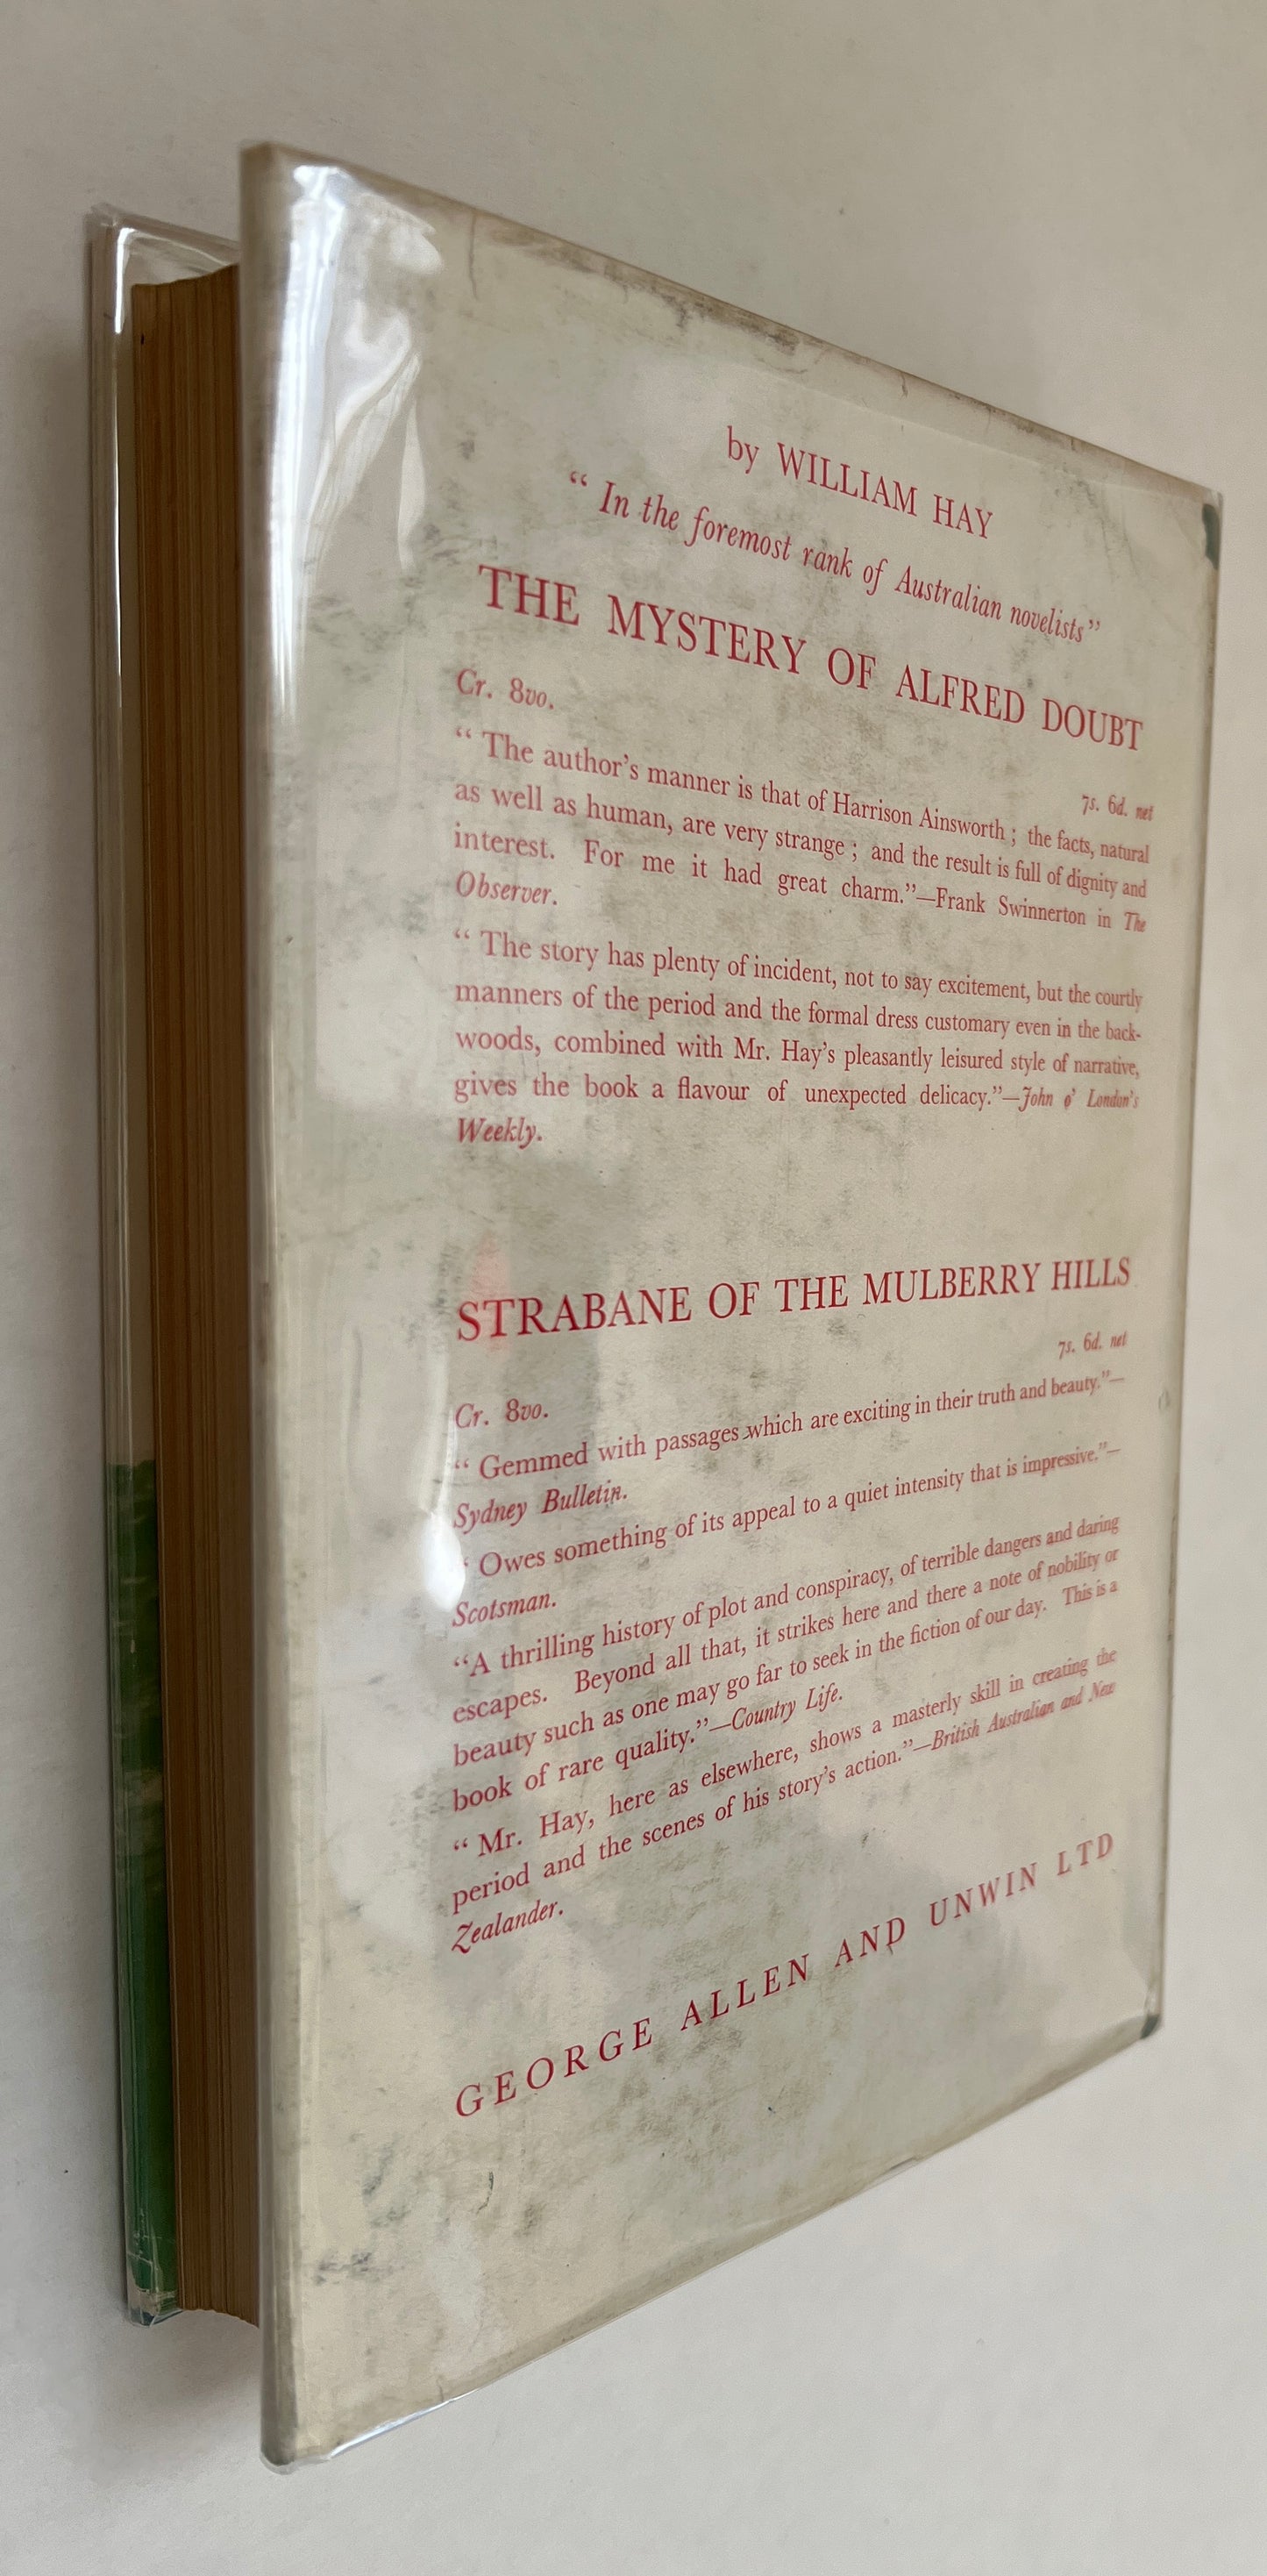 by WILLIAM HAY
“ In the foremost rank of Australian novelists ”
THE MYSTERY OF ALFRED DOUBT
Cr. 8vo. 7s. 6d. net
“ The author’s manner is that of Harrison Ainsworth ; the facts, natural
as well as human, are very strange ; and the result is full of dignity and
interest. For me it had great charm.”—Frank Swinnerton in The
Observer.
“ The story has plenty of incident, not to say excitement, but the courtly
manners of the period and the formal dress customary even in the back-
woods, combined with Mr. Hay’s pleasantly leisured style of narrative,
gives the book a flavour of unexpected delicacy.”—John o’ London’s
Weekly.
STRABANE OF THE MULBERRY HILLS
Cr. 8vo. 7s. 6d. net
“ Gemmed with passages which are exciting in their truth and beauty.”—
Sydney Bulletin.
“ Owes something of its appeal to a quiet intensity that is impressive.”—
Scotsman.
“A thrilling history of plot and conspiracy, of terrible dangers and daring
escapes. Beyond all that, it strikes here and there a note of nobility or
beauty such as one may go far to seek in the fiction of our day. This is a
book of rare quality.”—Country Life.
“ Mr. Hay, here as elsewhere, shows a masterly skill in creating the
period and the scenes of his story’s action.”—British Australian and New
Zealander.
GEORGE ALLEN AND UNWIN LTD